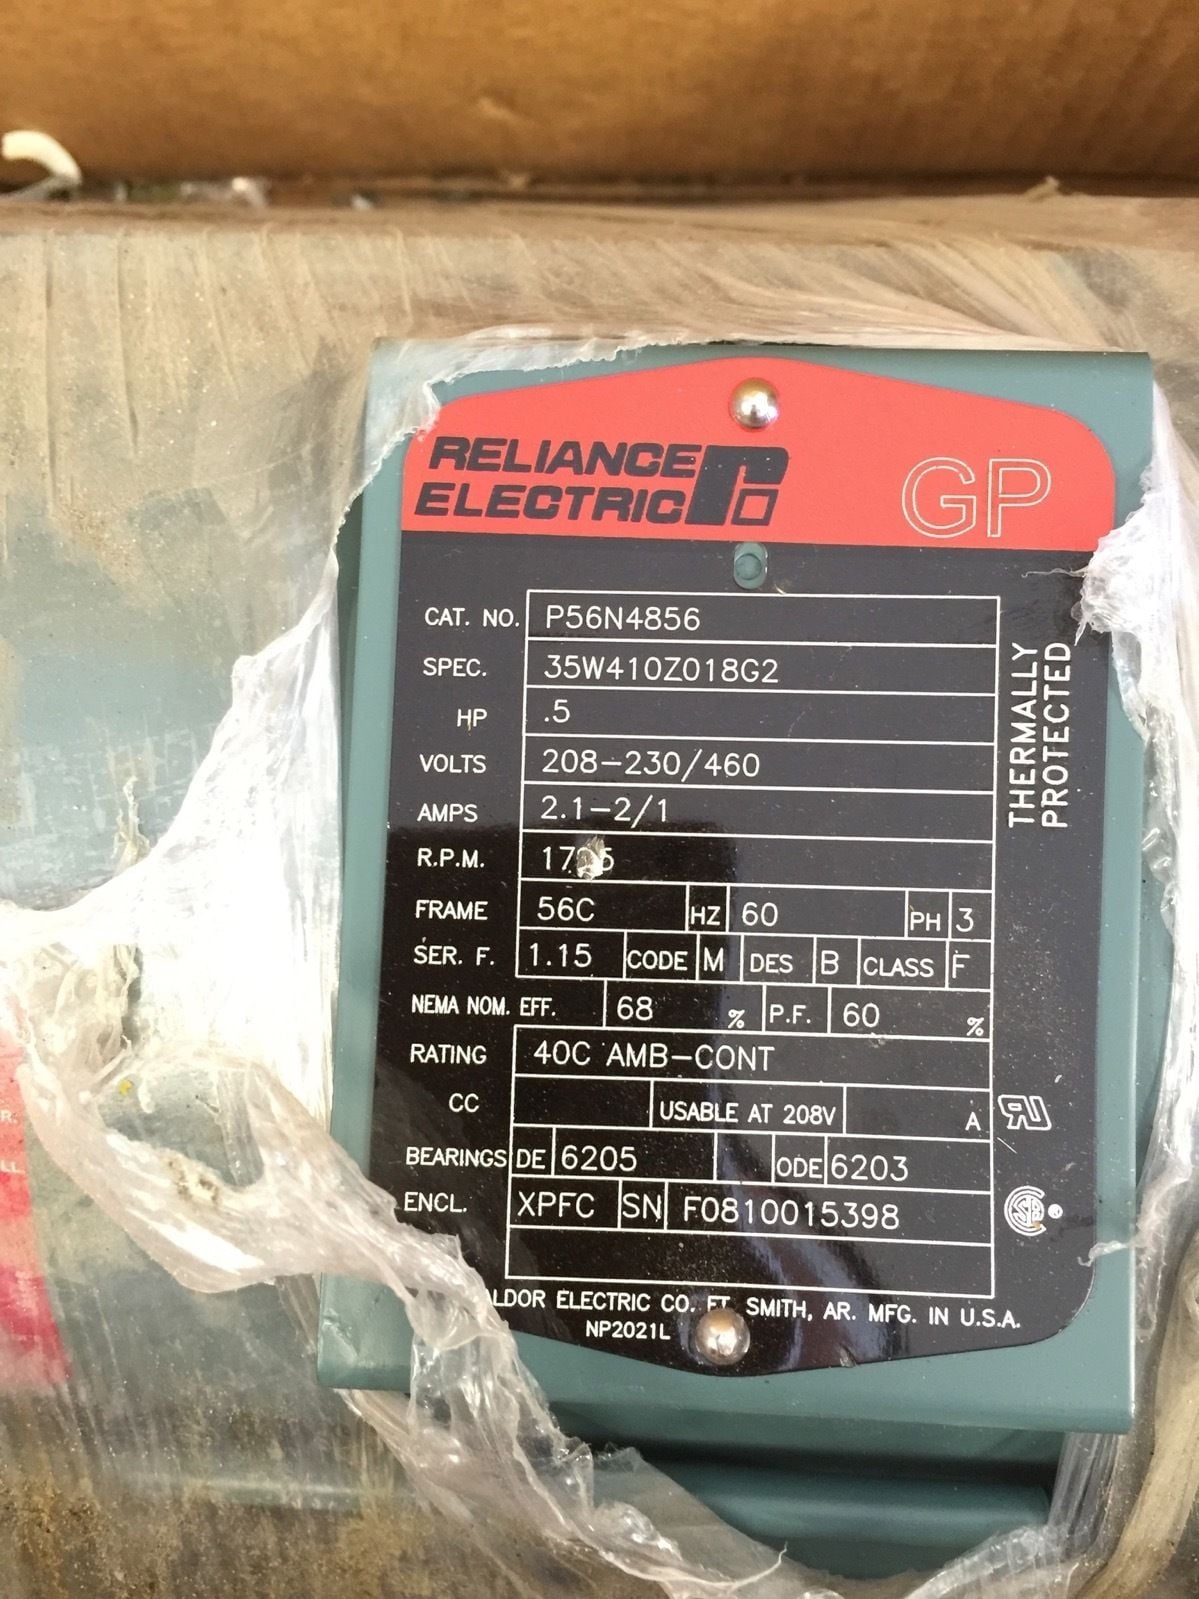 RELIANCE
ELECTRIC
GP
CAT. NO. P56N4856
SPEC. 35W410Z018G2
HP .5
VOLTS 208-230/460
AMPS 2.1-2/1
R.P.M.
FRAME 56C HZ 60 PH 3
SER. F. 1.15 CODE M DES B CLASS F
NEMA NOM. EFF. 68 % P.F. 60 %
RATING 40C AMB-CONT
CC USABLE AT 208V A
BEARINGS DE 6205 ODE 6203
ENCL. XPFC SN F0810015398
THERMALLY
PROTECTED
ELECTRIC CO. FT. SMITH, AR. MFG. IN U.S.A.
NP2021L